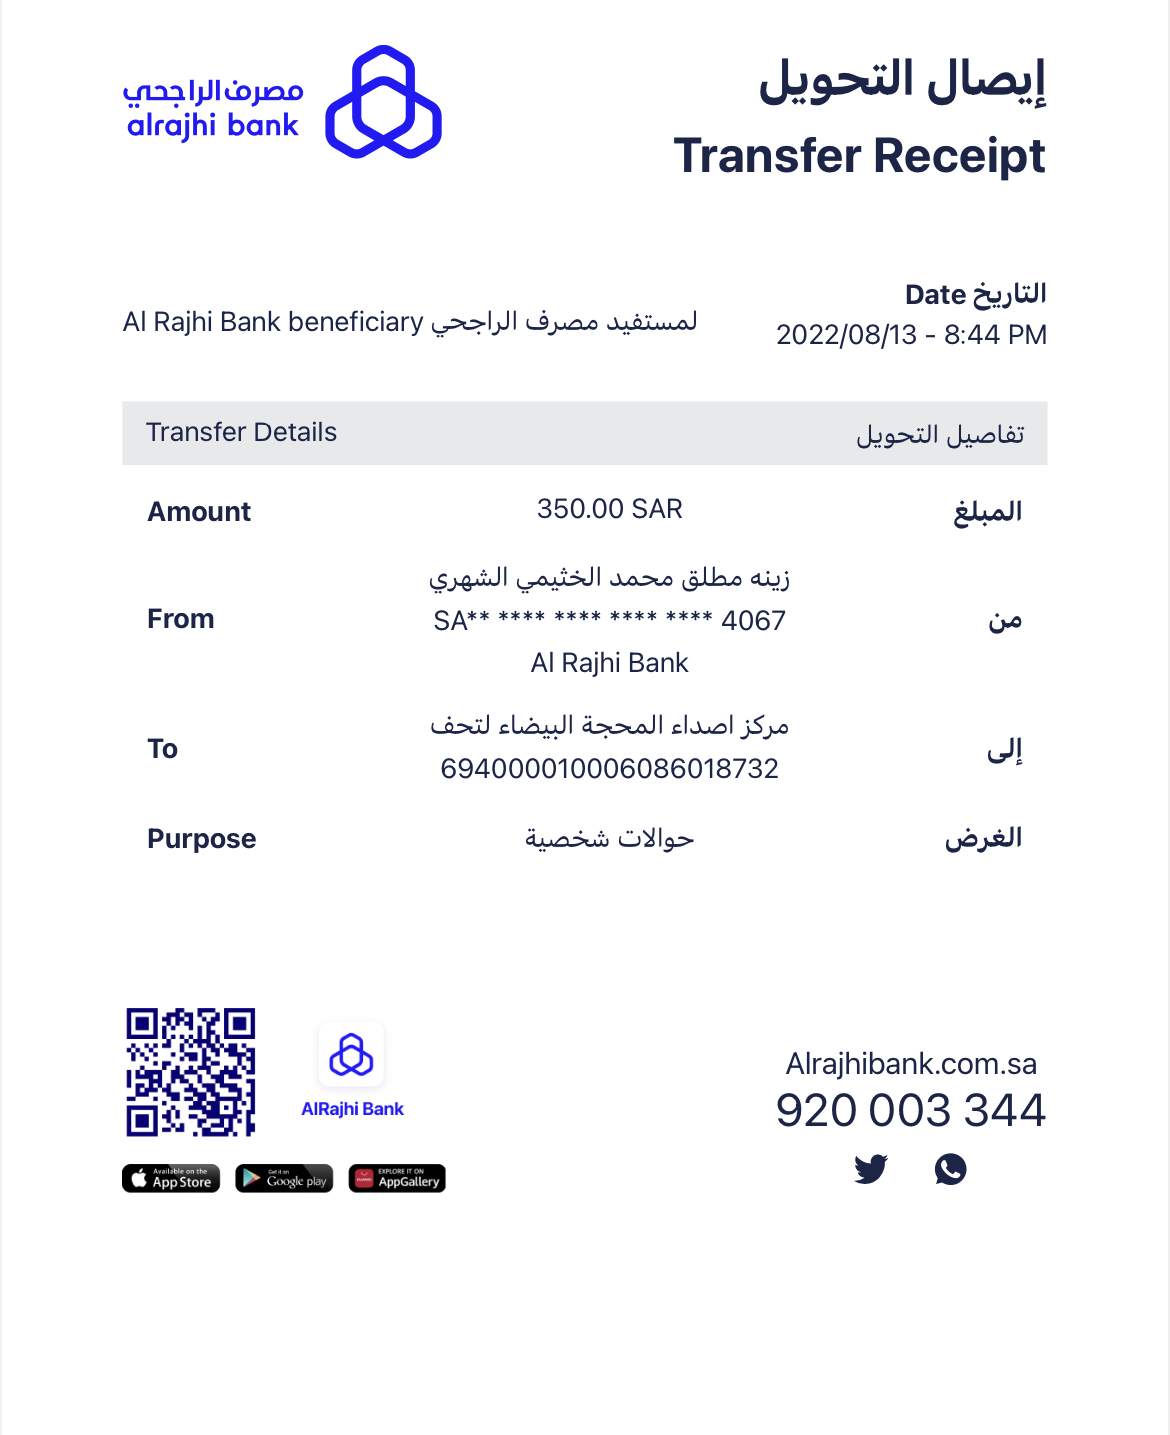 مصرف الراجحي
alrajhi bank
إيصال التحويل
Transfer Receipt
التاريخ Date
2022/08/13 - 8:44 PM
لمستفيد مصرف الراجحي Al Rajhi Bank beneficiary
Transfer Details تفاصيل التحويل
Amount 350.00 SAR المبلغ
زينه مطلق محمد الخثيمي الشهري
From SA** **** **** **** **** 4067 من
Al Rajhi Bank
مركز اصداء المحجة البيضاء لتحف
To إلى
694000010006086018732
Purpose حوالات شخصية الغرض
AlRajhi Bank
Available on the
App Store
Get it on
Google play
EXPLORE IT ON
AppGallery
Alrajhibank.com.sa
920 003 344